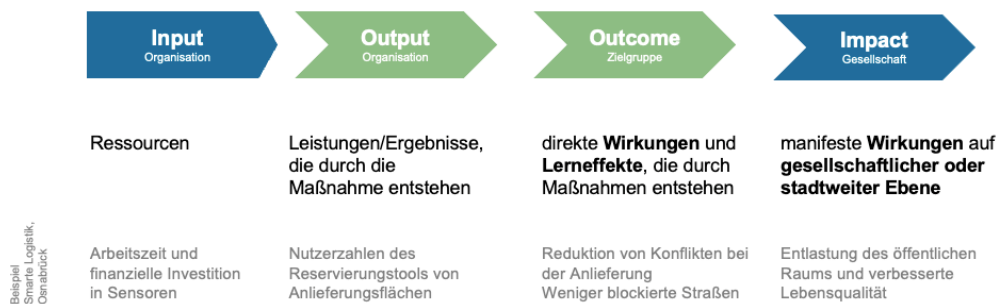 Input
Organisation
Output
Organisation
Outcome
Zielgruppe
Impact
Gesellschaft
Ressourcen
Leistungen/Ergebnisse,
die durch die
Maßnahme entstehen
direkte Wirkungen und
Lerneffekte, die durch
Maßnahmen entstehen
manifeste Wirkungen auf
gesellschaftlicher oder
stadtweiter Ebene
Beispiel
Smarte Logistik,
Osnabrück
Arbeitszeit und
finanzielle Investition
in Sensoren
Nutzerzahlen des
Reservierungstools von
Anlieferungsflächen
Reduktion von Konflikten bei
der Anlieferung
Weniger blockierte Straßen
Entlastung des öffentlichen
Raums und verbesserte
Lebensqualität